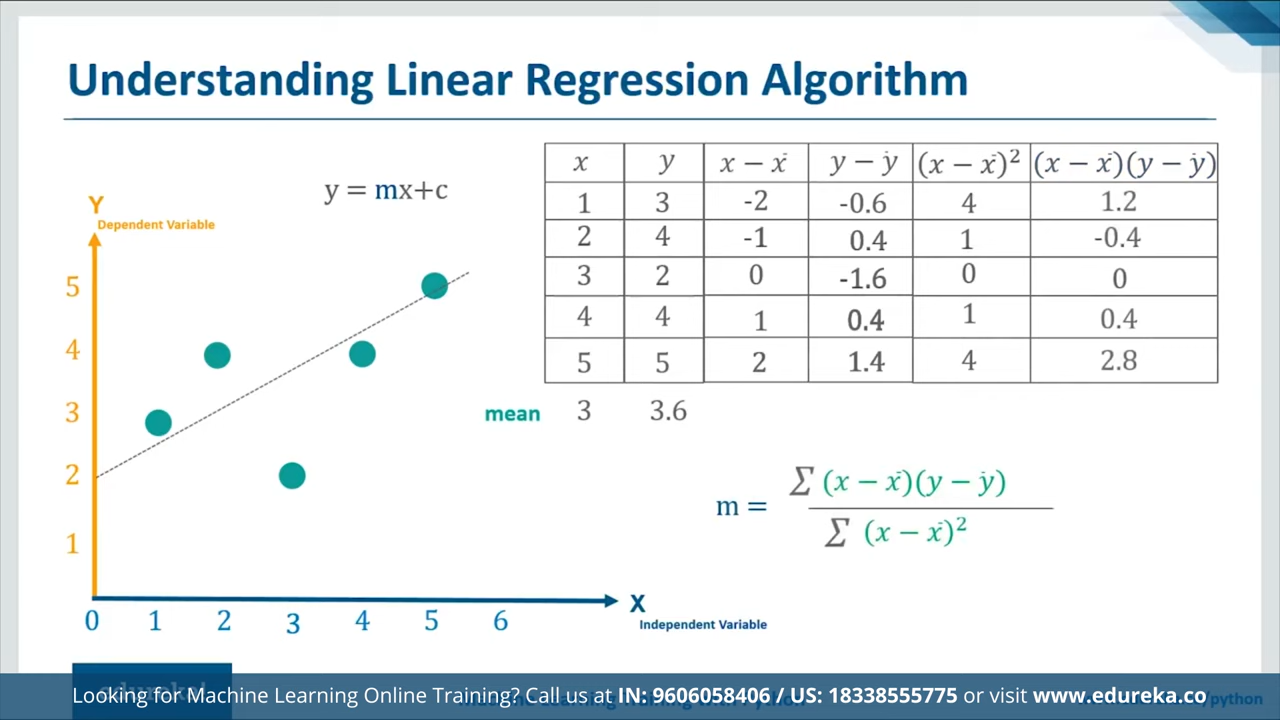 Understanding Linear Regression Algorithm
y = mx+c
Y
Dependent Variable
5
4
3
2
1
0 1 2 3 4 5 6
X
Independent Variable
x y x − x̄ y − ȳ (x − x̄)² (x − x̄)(y − ȳ)
1 3 -2 -0.6 4 1.2
2 4 -1 0.4 1 -0.4
3 2 0 -1.6 0 0
4 4 1 0.4 1 0.4
5 5 2 1.4 4 2.8
mean 3 3.6
m = Σ (x − x̄)(y − ȳ)
Σ (x − x̄)²
Looking for Machine Learning Online Training? Call us at IN: 9606058406 / US: 18338555775 or visit www.edureka.co